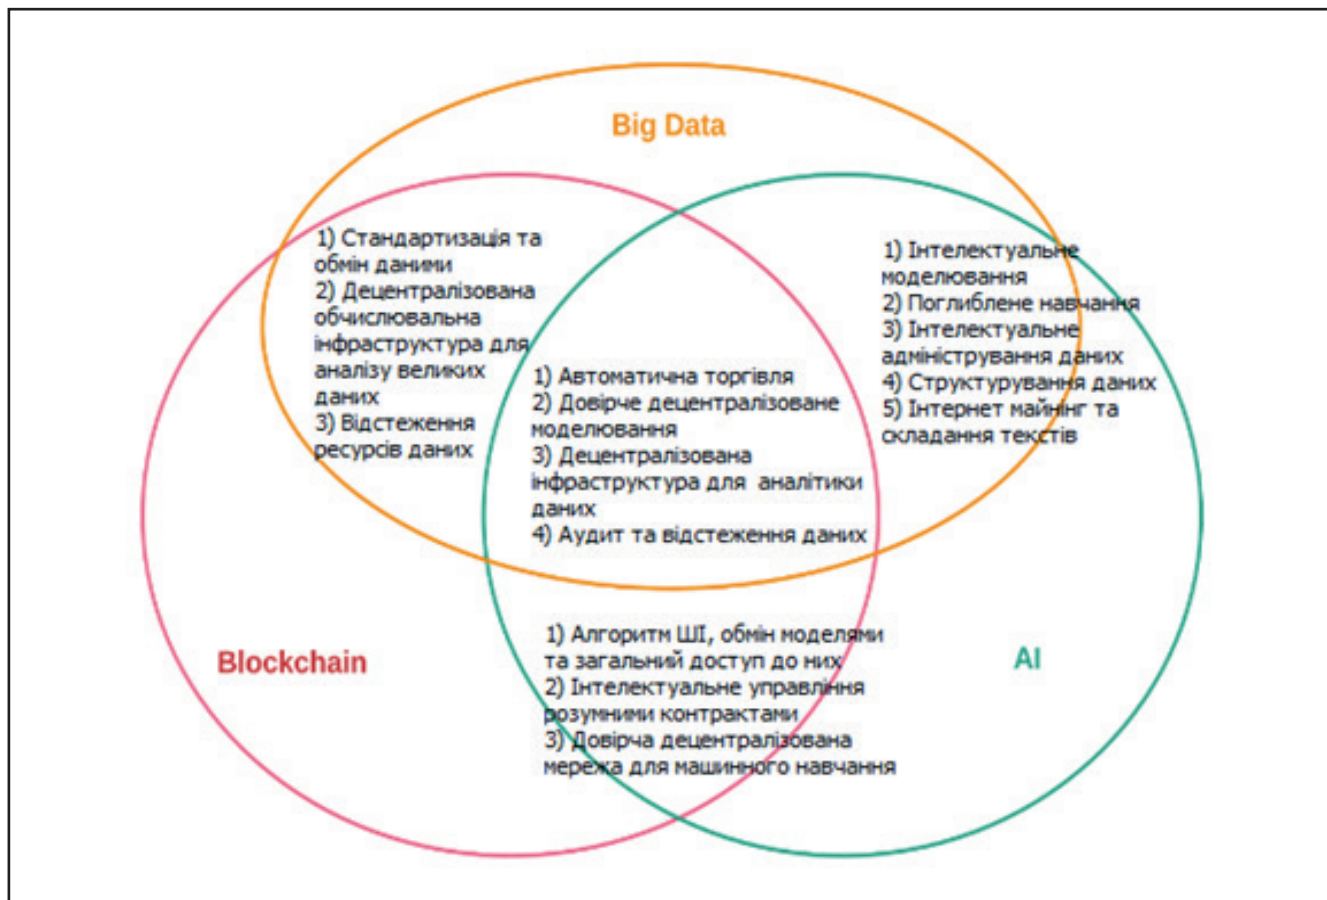 Big Data
1) Стандартизація та
обмін даними
2) Децентралізована
обчислювальна
інфраструктура для
аналізу великих
даних
3) Відстеження
ресурсів даних
1) Інтелектуальне
моделювання
2) Поглиблене навчання
3) Інтелектуальне
адміністрування даних
4) Структурування даних
5) Інтернет майнінг та
складання текстів
1) Автоматична торгівля
2) Довірче децентралізоване
моделювання
3) Децентралізована
інфраструктура для аналітики
даних
4) Аудит та відстеження даних
Blockchain
1) Алгоритм ШІ, обмін моделями
та загальний доступ до них
2) Інтелектуальне управління
розумними контрактами
3) Довірча децентралізована
мережа для машинного навчання
AI